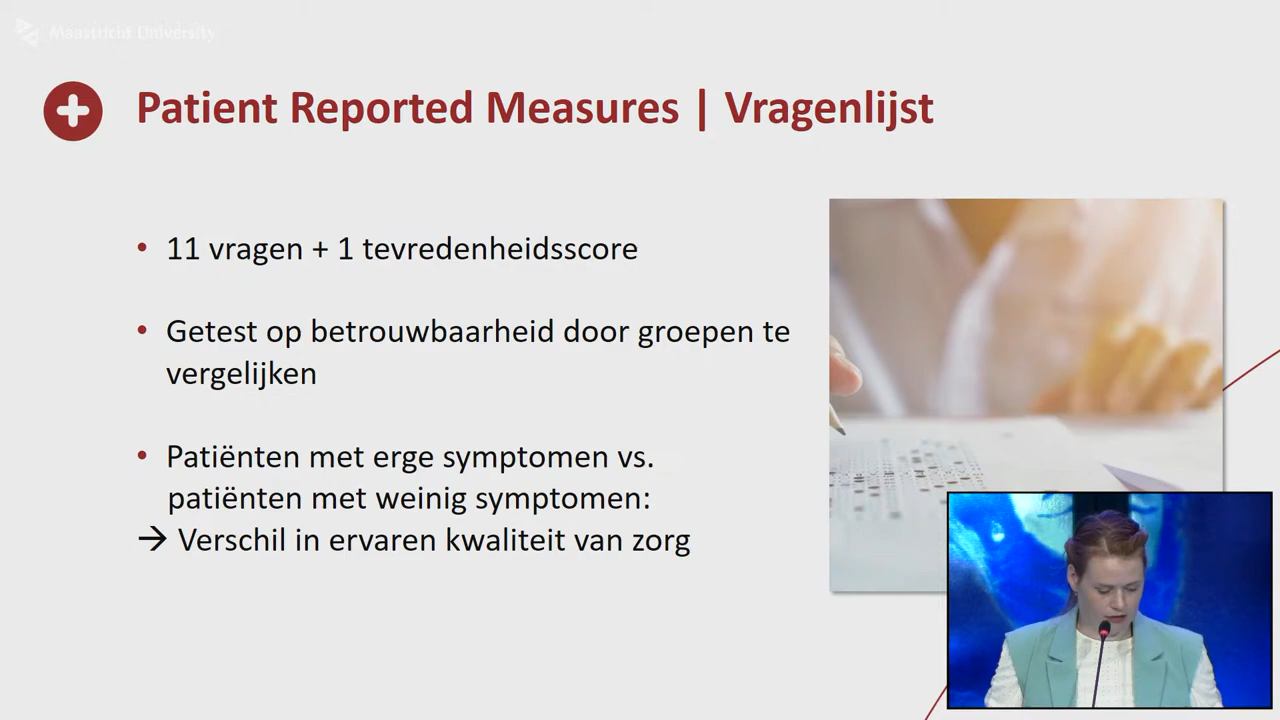 Maastricht University
Patient Reported Measures | Vragenlijst
• 11 vragen + 1 tevredenheidsscore
• Getest op betrouwbaarheid door groepen te
vergelijken
• Patiënten met erge symptomen vs.
patiënten met weinig symptomen:
→ Verschil in ervaren kwaliteit van zorg